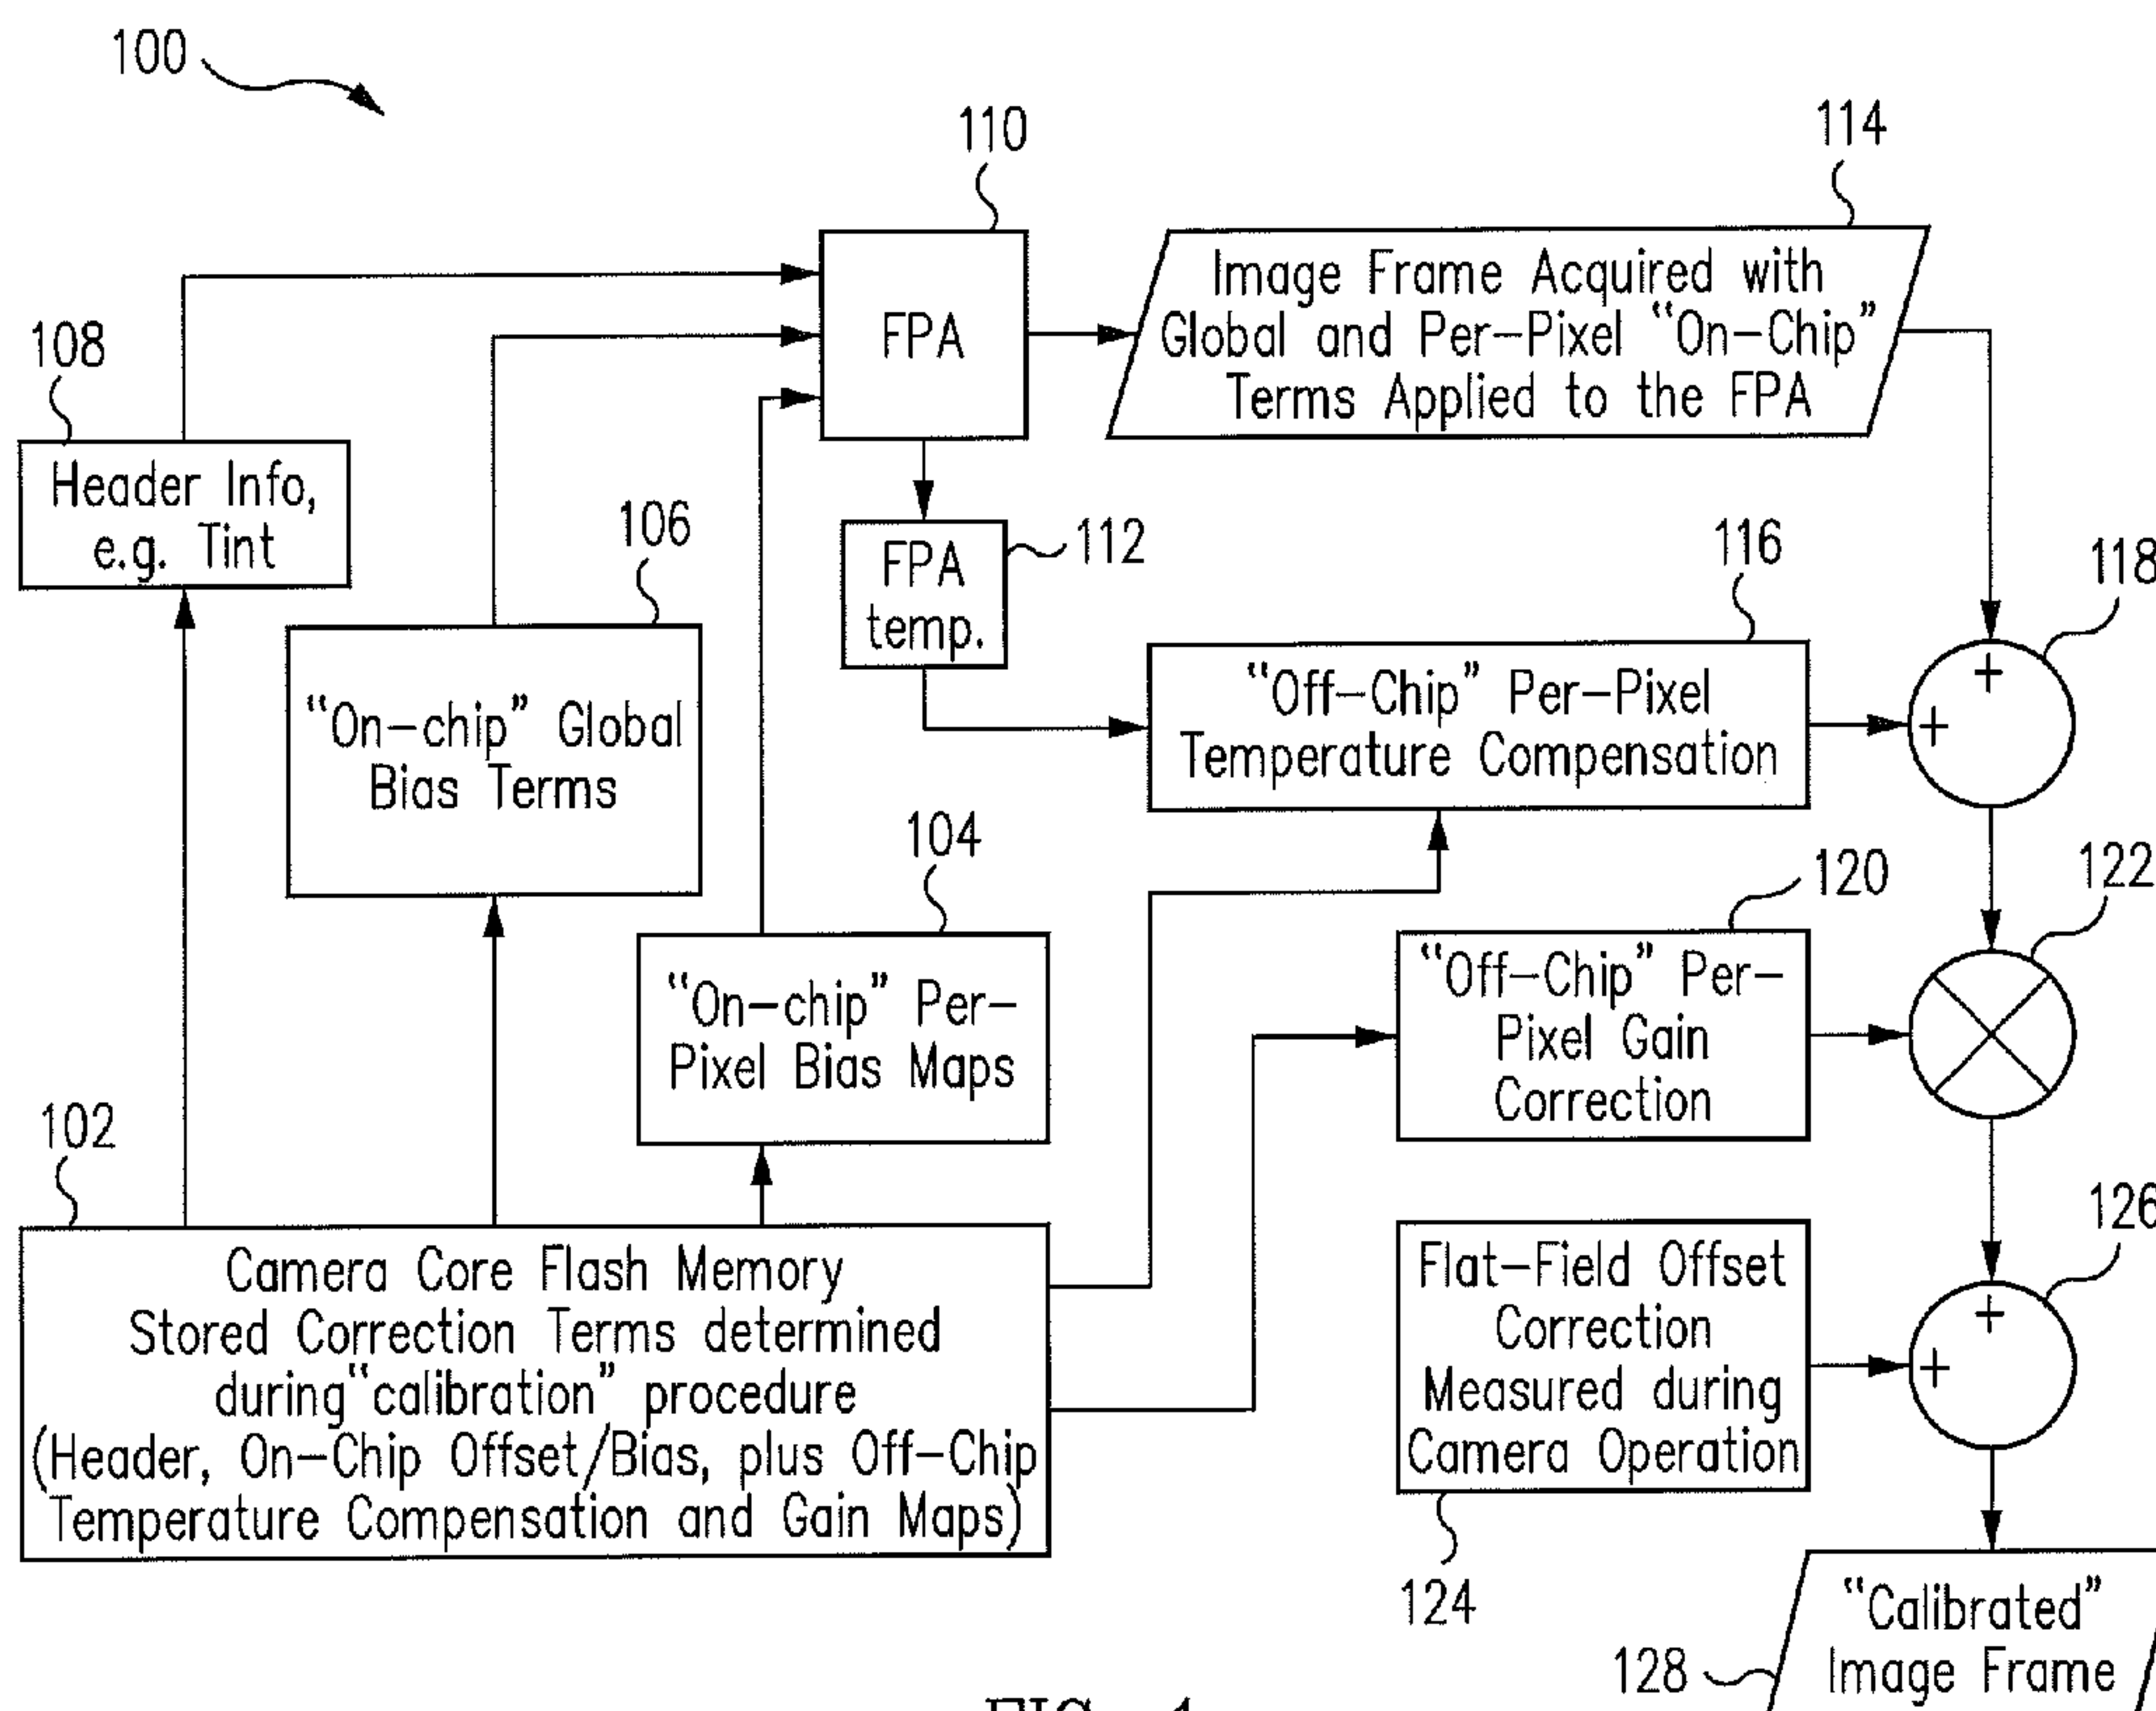 100
110
114
FPA
Image Frame Acquired with
Global and Per-Pixel “On-Chip”
Terms Applied to the FPA
108
Header Info,
e.g. Tint
106
“On-chip” Global
Bias Terms
FPA
temp.
112
116
“Off-Chip” Per-Pixel
Temperature Compensation
118
+
+
104
“On-chip” Per-
Pixel Bias Maps
120
“Off-Chip” Per-
Pixel Gain
Correction
122
102
Camera Core Flash Memory
Stored Correction Terms determined
during“calibration” procedure
(Header, On-Chip Offset/Bias, plus Off-Chip
Temperature Compensation and Gain Maps)
Flat-Field Offset
Correction
Measured during
Camera Operation
124
126
+
+
128
“Calibrated”
Image Frame
FIG. 1